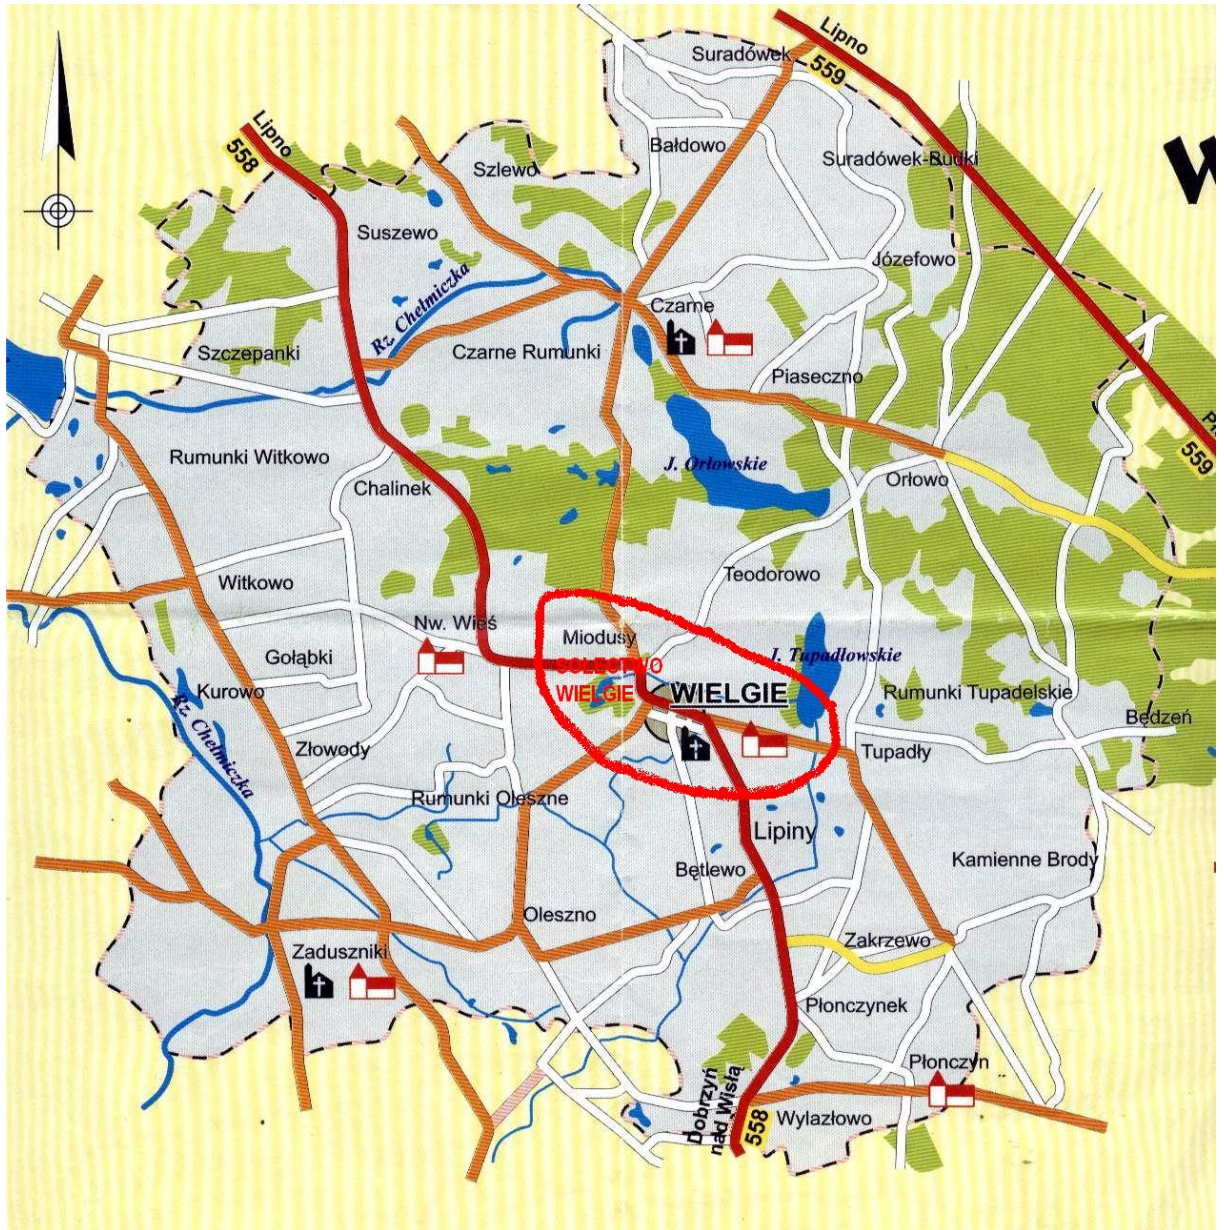 Lipno
559
Suradówek
W
Lipno
558
Bałdowo
Suradówek-Budki
Szlewo
Suszewo
Józefowo
Rz. Chełmiczka
Czarne
Szczepanki
Czarne Rumunki
Piaseczno
Rumunki Witkowo
J. Orłowskie
559
Chalinek
Orłowo
Witkowo
Teodorowo
Nw. Wieś
Miodusy
Gołąbki
SOŁECTWO
WIELGIE
J. Tupadłowskie
Kurowo
WIELGIE
Rumunki Tupadelskie
Rz. Chełmiczka
Będzeń
Złowody
Tupadły
Rumunki Oleszne
Lipiny
Bętlewo
Kamienne Brody
Oleszno
Zakrzewo
Zaduszniki
Płonczynek
Płonczyn
Dobrzyń
nad Wisłą
558
Wylazłowo